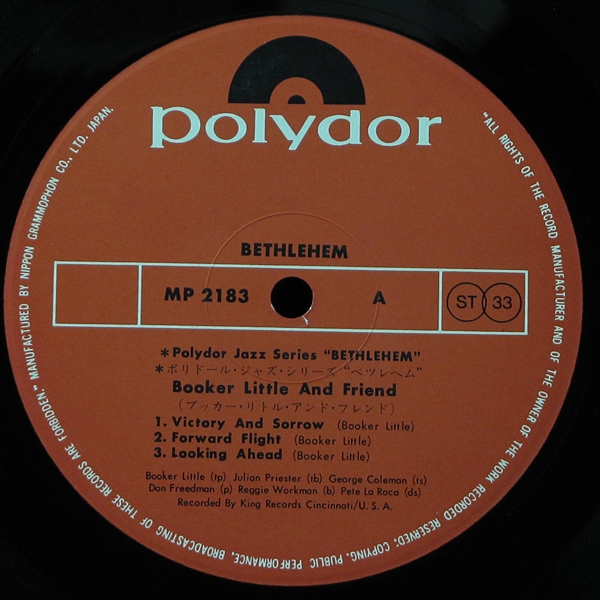 polydor
BETHLEHEM
MP 2183
A
ST 33
*Polydor Jazz Series "BETHLEHEM"
*ポリドール・ジャズ・シリーズ "ベツレヘム"
Booker Little And Friend
(ブッカー・リトル・アンド・フレンド)
1. Victory And Sorrow (Booker Little)
2. Forward Flight (Booker Little)
3. Looking Ahead (Booker Little)
Booker Little (tp) Julian Priester (tb) George Coleman (ts)
Don Freedman (p) Reggie Workman (b) Pete La Roca (ds)
Recorded By King Records Cincinnati/U. S. A.
"ALL RIGHTS OF THE RECORD MANUFACTURER AND OF THE OWNER OF THE WORK RECORDED RESERVED; COPYING, PUBLIC PERFORMANCE, BROADCASTING OF THESE RECORDS ARE FORBIDDEN." MANUFACTURED BY NIPPON GRAMMOPHON CO., LTD. JAPAN.